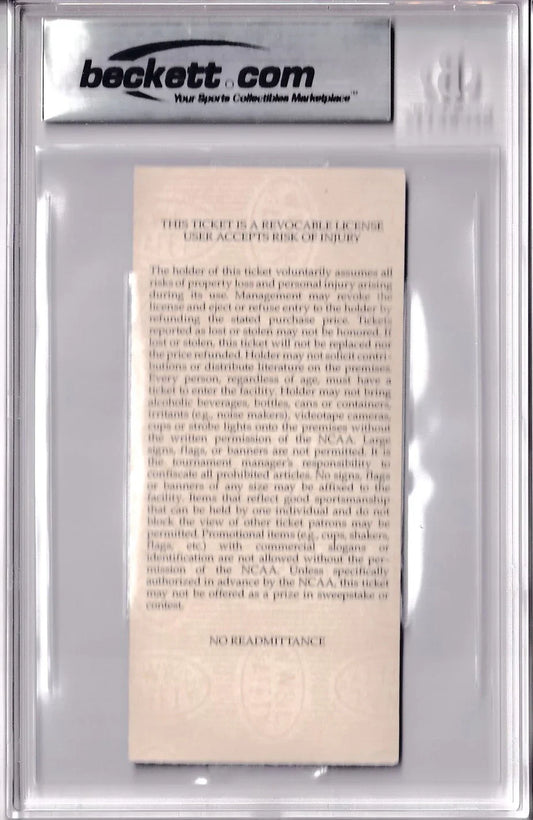 beckett.com
Your Sports Collectibles Marketplace™
THIS TICKET IS A REVOCABLE LICENSE
USER ACCEPTS RISK OF INJURY
The holder of this ticket voluntarily assumes all
risks of property loss and personal injury arising
during its use. Management may revoke the
license and eject or refuse entry to the holder by
refunding the stated purchase price. Tickets
reported as lost or stolen may not be honored. If
lost or stolen, this ticket will not be replaced nor
the price refunded. Holder may not solicit contri-
butions or distribute literature on the premises.
Every person, regardless of age, must have a
ticket to enter the facility. Holder may not bring
alcoholic beverages, bottles, cans or containers,
irritants (e.g., noise makers), videotape cameras,
cups or strobe lights onto the premises without
the written permission of the NCAA. Large
signs, flags, or banners are not permitted. It is
the tournament manager's responsibility to
confiscate all prohibited articles. No signs, flags
or banners of any size may be affixed to the
facility. Items that reflect good sportsmanship
that can be held by one individual and do not
block the view of other ticket patrons may be
permitted. Promotional items (e.g., cups, shakers,
flags, etc.) with commercial slogans or
identification are not allowed without the per-
mission of the NCAA. Unless specifically
authorized in advance by the NCAA, this ticket
may not be offered as a prize in sweepstake or
contest.
NO READMITTANCE